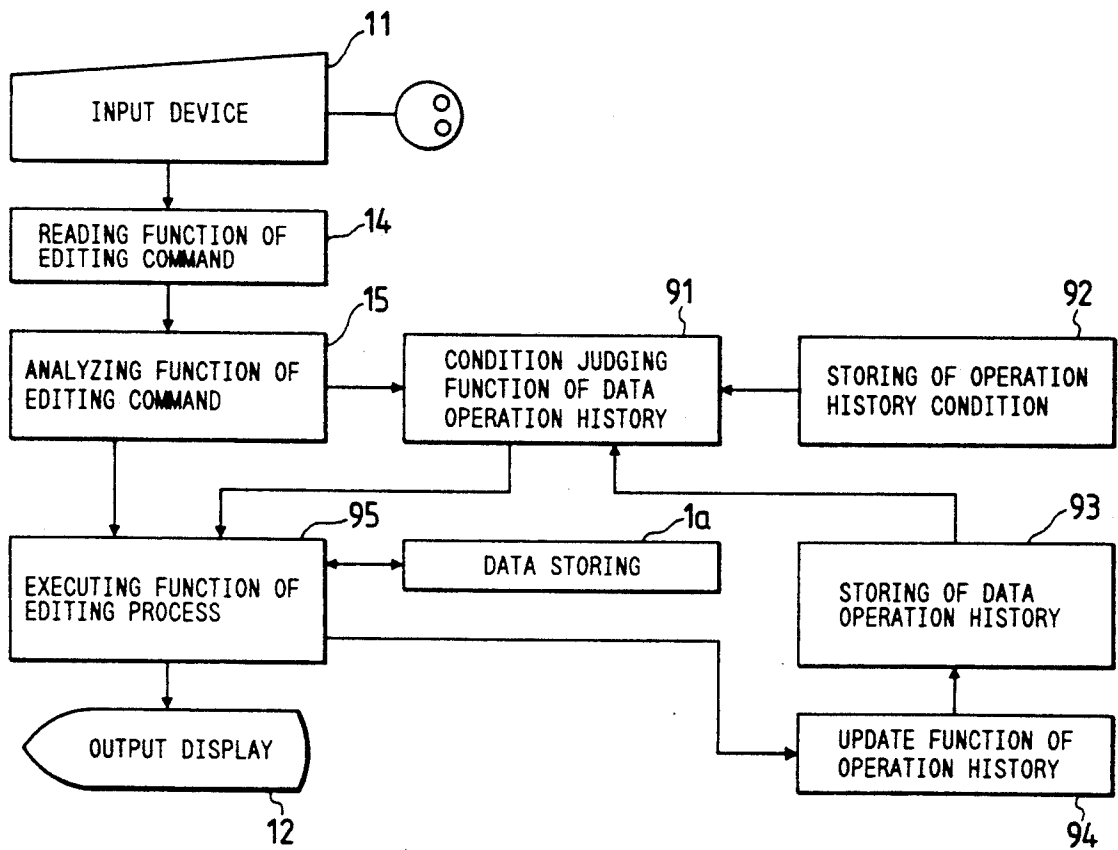 11
INPUT DEVICE
14
READING FUNCTION OF
EDITING COMMAND
15
ANALYZING FUNCTION OF
EDITING COMMAND
91
CONDITION JUDGING
FUNCTION OF DATA
OPERATION HISTORY
92
STORING OF OPERATION
HISTORY CONDITION
95
EXECUTING FUNCTION OF
EDITING PROCESS
1a
DATA STORING
93
STORING OF DATA
OPERATION HISTORY
OUTPUT DISPLAY
12
UPDATE FUNCTION OF
OPERATION HISTORY
94